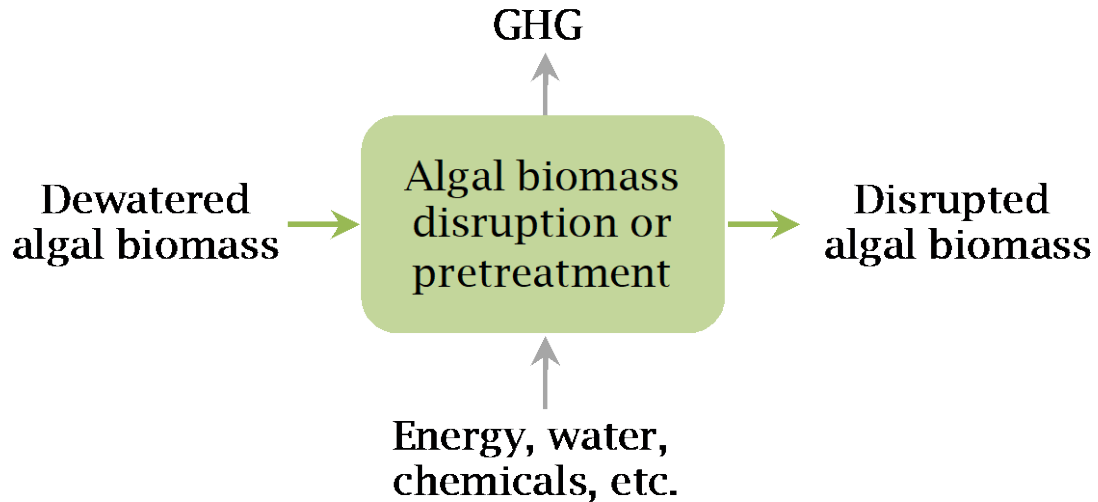 GHG
Dewatered
algal biomass
Algal biomass
disruption or
pretreatment
Disrupted
algal biomass
Energy, water,
chemicals, etc.